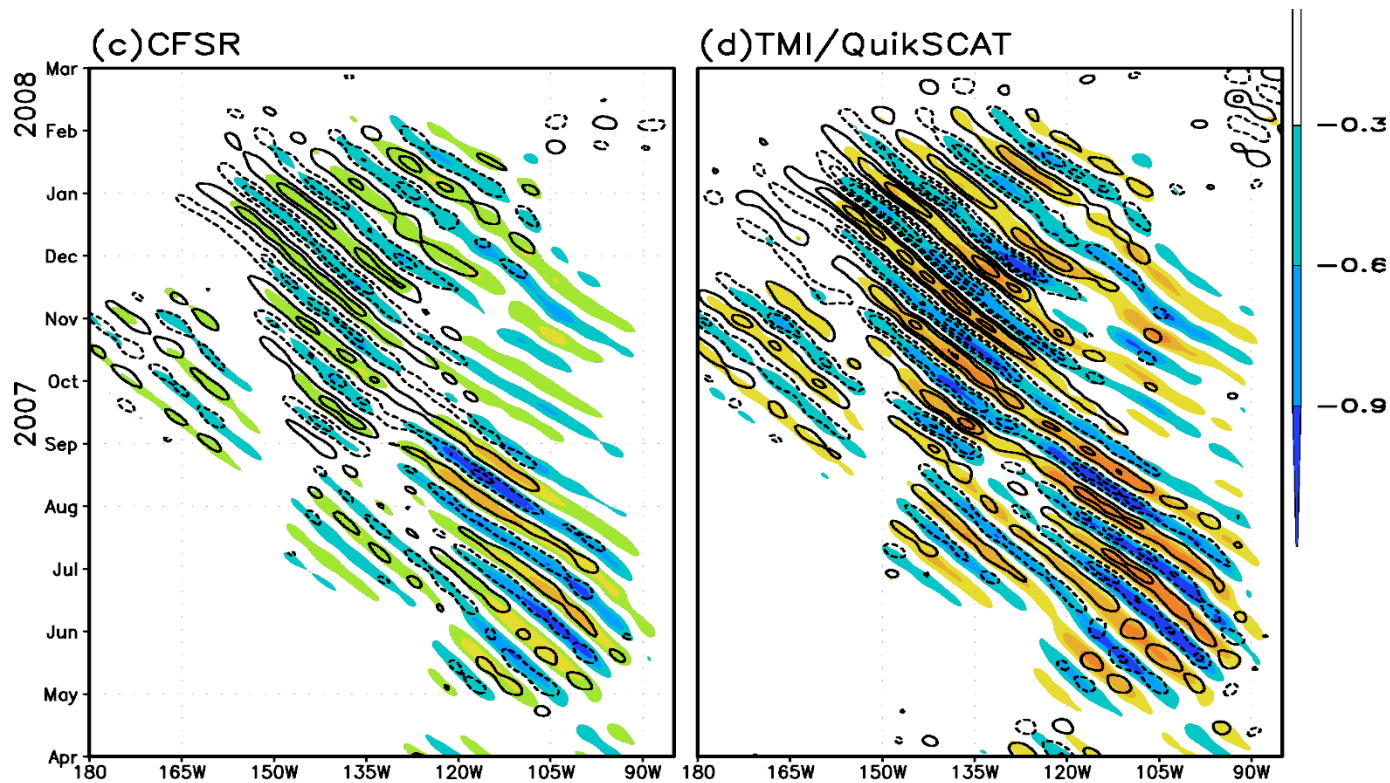 (c)CFSR
(d)TMI/QuikSCAT
2008
2007
Mar
Feb
Jan
Dec
Nov
Oct
Sep
Aug
Jul
Jun
May
Apr
180 165W 150W 135W 120W 105W 90W
180 165W 150W 135W 120W 105W 90W
-0.3
-0.6
-0.9